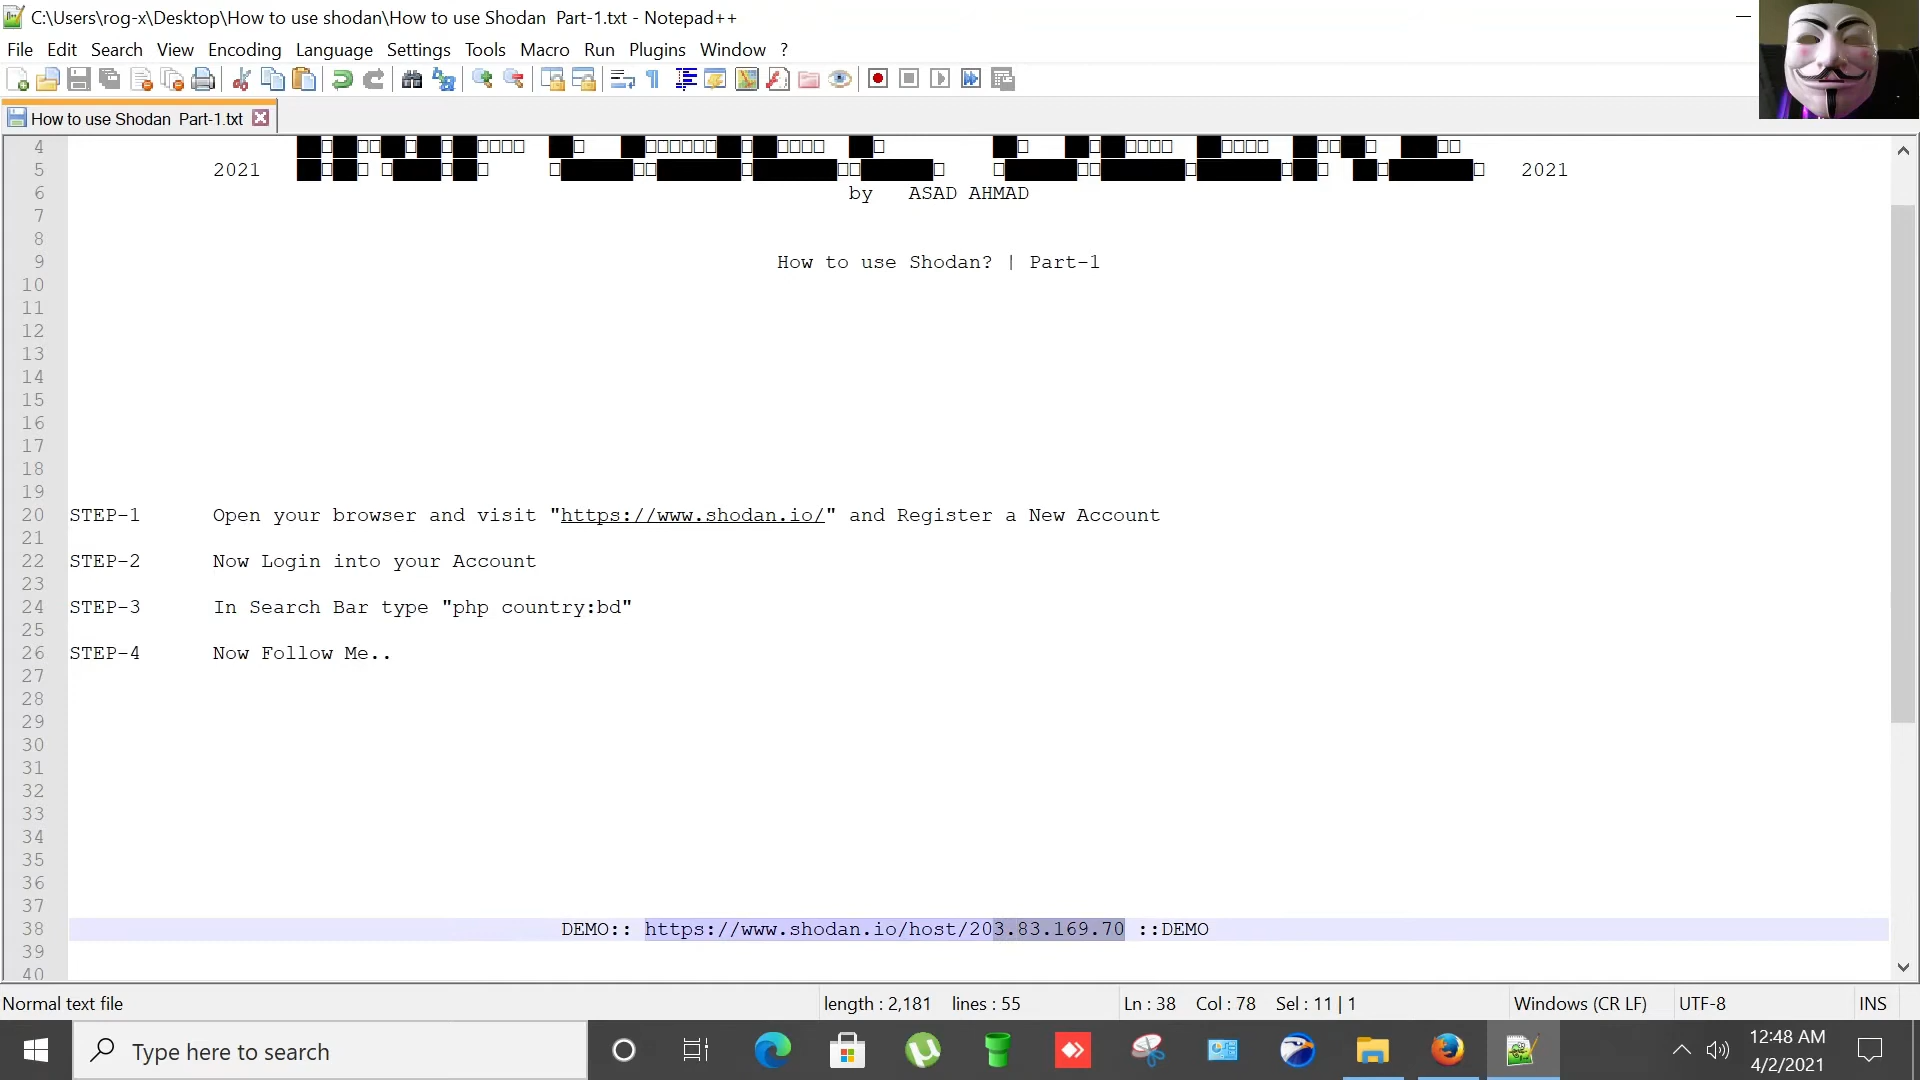 C:\Users\rog-x\Desktop\How to use shodan\How to use Shodan  Part-1.txt - Notepad++
File Edit Search View Encoding Language Settings Tools Macro Run Plugins Window ?
How to use Shodan  Part-1.txt
4
5 2021 2021
6 by ASAD AHMAD
7
8
9 How to use Shodan? | Part-1
10
11
12
13
14
15
16
17
18
19
20 STEP-1 Open your browser and visit "https://www.shodan.io/" and Register a New Account
21
22 STEP-2 Now Login into your Account
23
24 STEP-3 In Search Bar type "php country:bd"
25
26 STEP-4 Now Follow Me..
27
28
29
30
31
32
33
34
35
36
37
38 DEMO:: https://www.shodan.io/host/203.83.169.70 ::DEMO
39
40
Normal text file length : 2,181 lines : 55 Ln : 38 Col : 78 Sel : 11 | 1 Windows (CR LF) UTF-8 INS
Type here to search
12:48 AM
4/2/2021